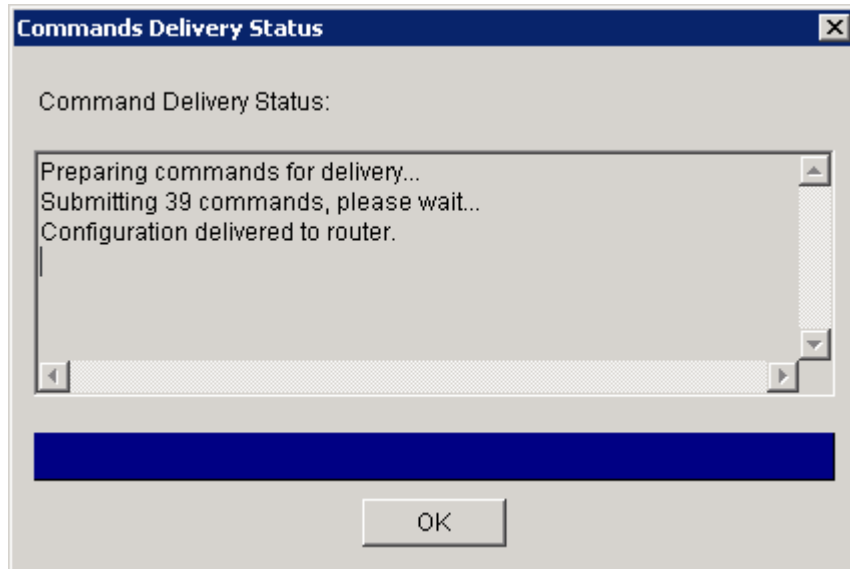 Commands Delivery Status
Command Delivery Status:
Preparing commands for delivery...
Submitting 39 commands, please wait...
Configuration delivered to router.
OK